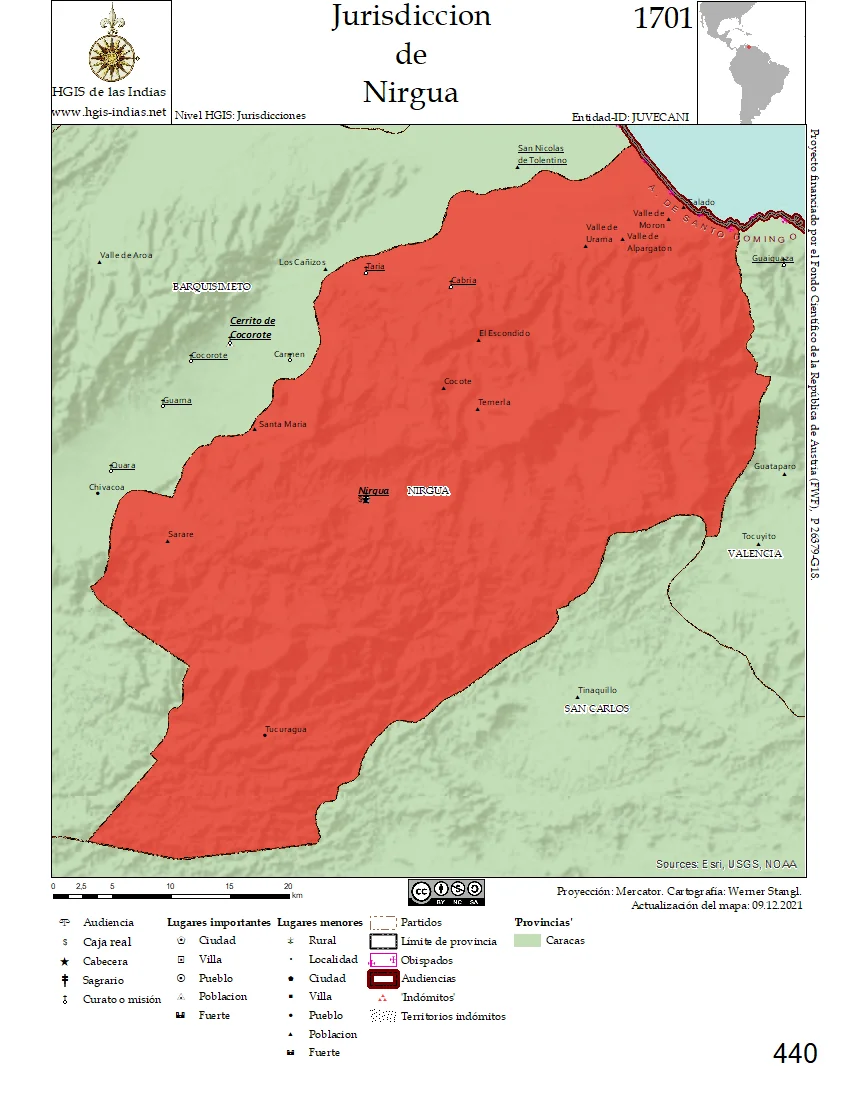 Jurisdiccion
de
Nirgua
1701
HGIS de las Indias
www.hgis-indias.net
Nivel HGIS: Jurisdicciones
Entidad-ID: JUVECANI
San Nicolas
de Tolentino
Salado
Valle de
Moron
Valle de
Urama
Valle de
Alpargaton
A. DE SANTO DOMINGO
Guaiguaza
Valle de Aroa
Los Cañizos
Taria
Cabria
BARQUISIMETO
Cerrito de
Cocorote
El Escondido
Cocorote
Carmen
Cocote
Temerla
Guama
Santa Maria
Quara
Guataparo
Chivacoa
Nirgua
NIRGUA
Sarare
Tocuyito
VALENCIA
Tinaquillo
SAN CARLOS
Tucuragua
Sources: Esri, USGS, NOAA
Proyecto financiado por el Fondo Científico de la República de Austria (FWF), P 26379-G18.
0 2,5 5 10 15 20
km
CC BY NC SA
Proyección: Mercator. Cartografía: Werner Stangl.
Actualización del mapa: 09.12.2021
Audiencia
Caja real
Cabecera
Sagrario
Curato o misión
Lugares importantes
Ciudad
Villa
Pueblo
Poblacion
Fuerte
Lugares menores
Rural
Localidad
Ciudad
Villa
Pueblo
Poblacion
Fuerte
Partidos
Límite de provincia
Obispados
Audiencias
'Indómitos'
Territorios indómitos
'Provincias'
Caracas
440